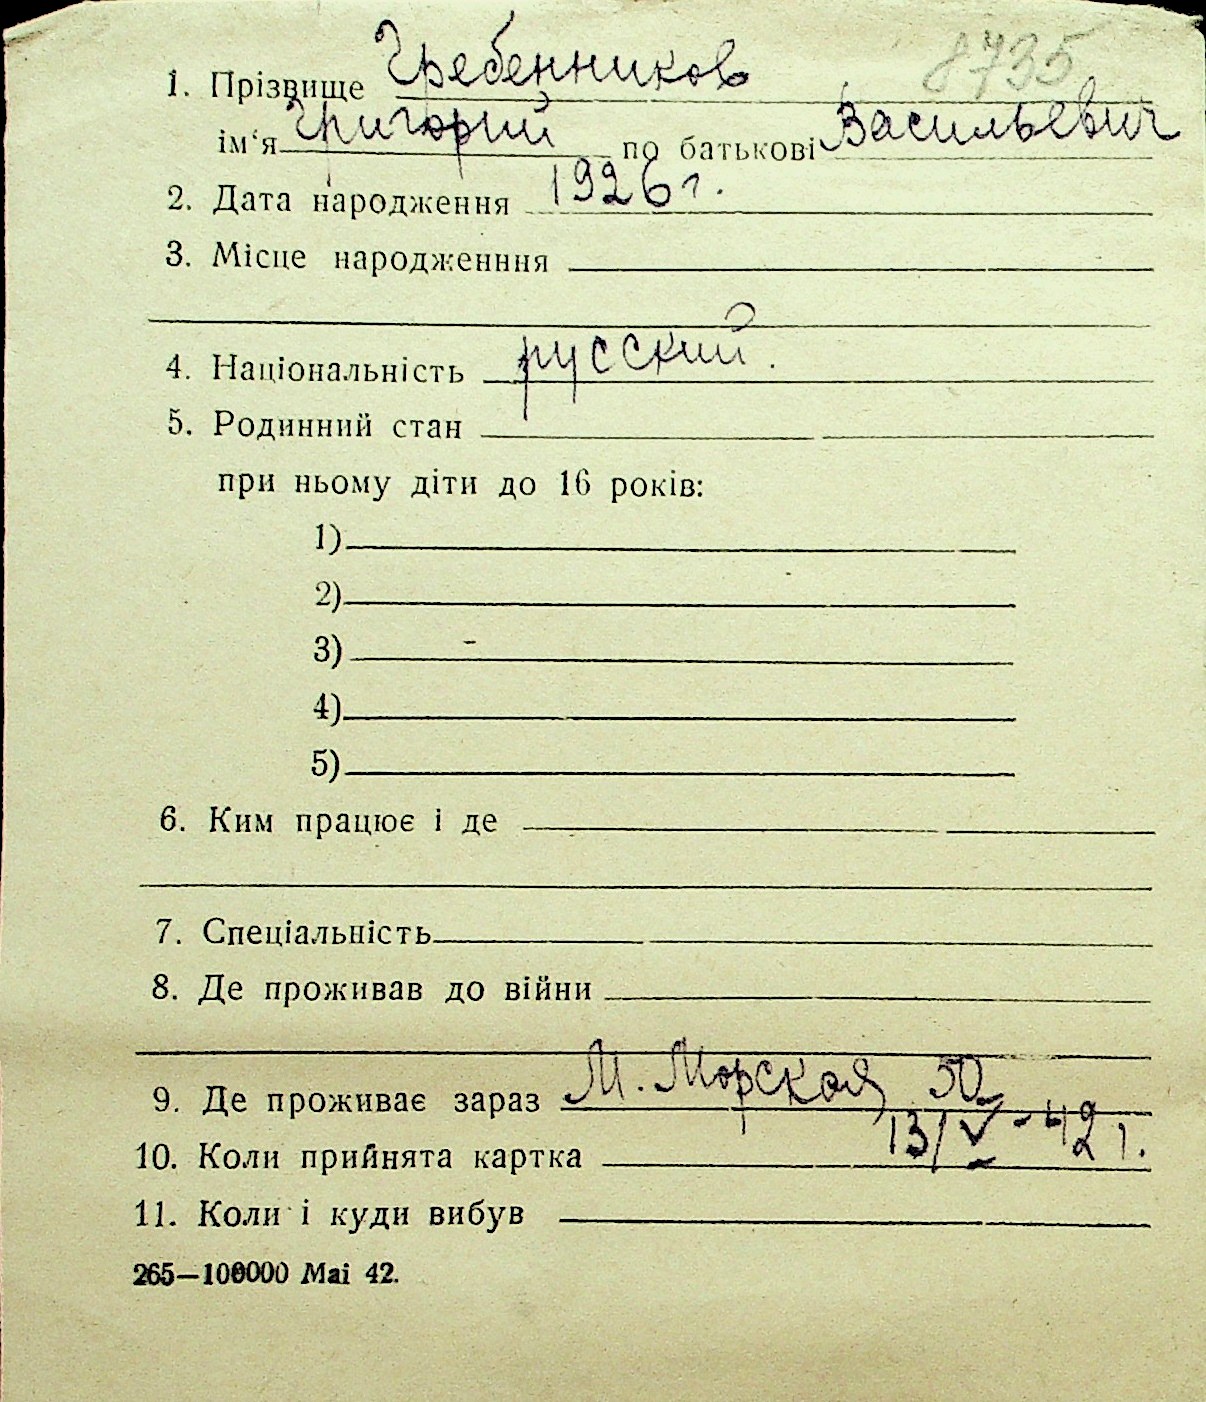 8735
1. Прізвище Гребенников
ім‘я Григорий по батькові Васильевич
2. Дата народження 1926 г.
3. Місце народженння
4. Національність русский.
5. Родинний стан
при ньому діти до 16 років:
1)
2)
3)
4)
5)
6. Ким працює і де
7. Спеціальність
8. Де проживав до війни
9. Де проживає зараз М. Морская 50
10. Коли прийнята картка 13/V-42 г.
11. Коли і куди вибув
265—100000 Mai 42.